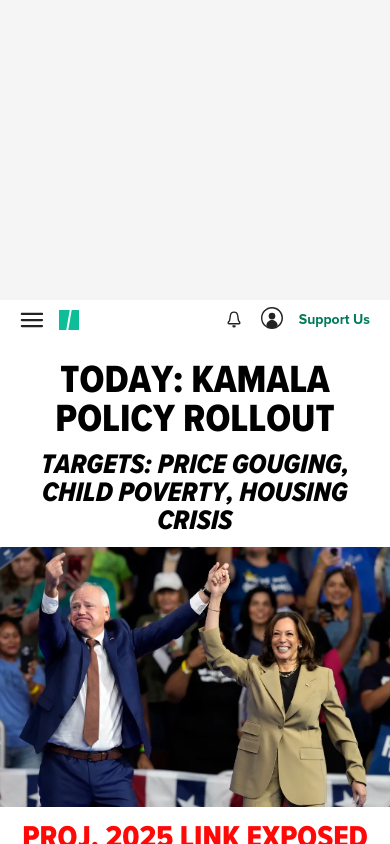 Support Us
TODAY: KAMALA
POLICY ROLLOUT
TARGETS: PRICE GOUGING,
CHILD POVERTY, HOUSING
CRISIS
PROJ. 2025 LINK EXPOSED